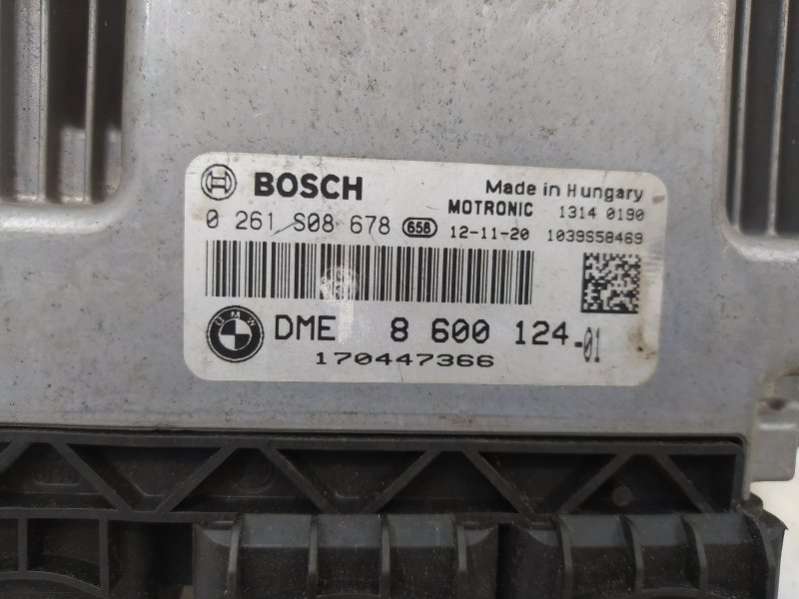 BOSCH Made in Hungary
MOTRONIC 1314 0190
0 261 S08 678 658 12-11-20 1039S58469
BMW DME 8 600 124-01
170447366